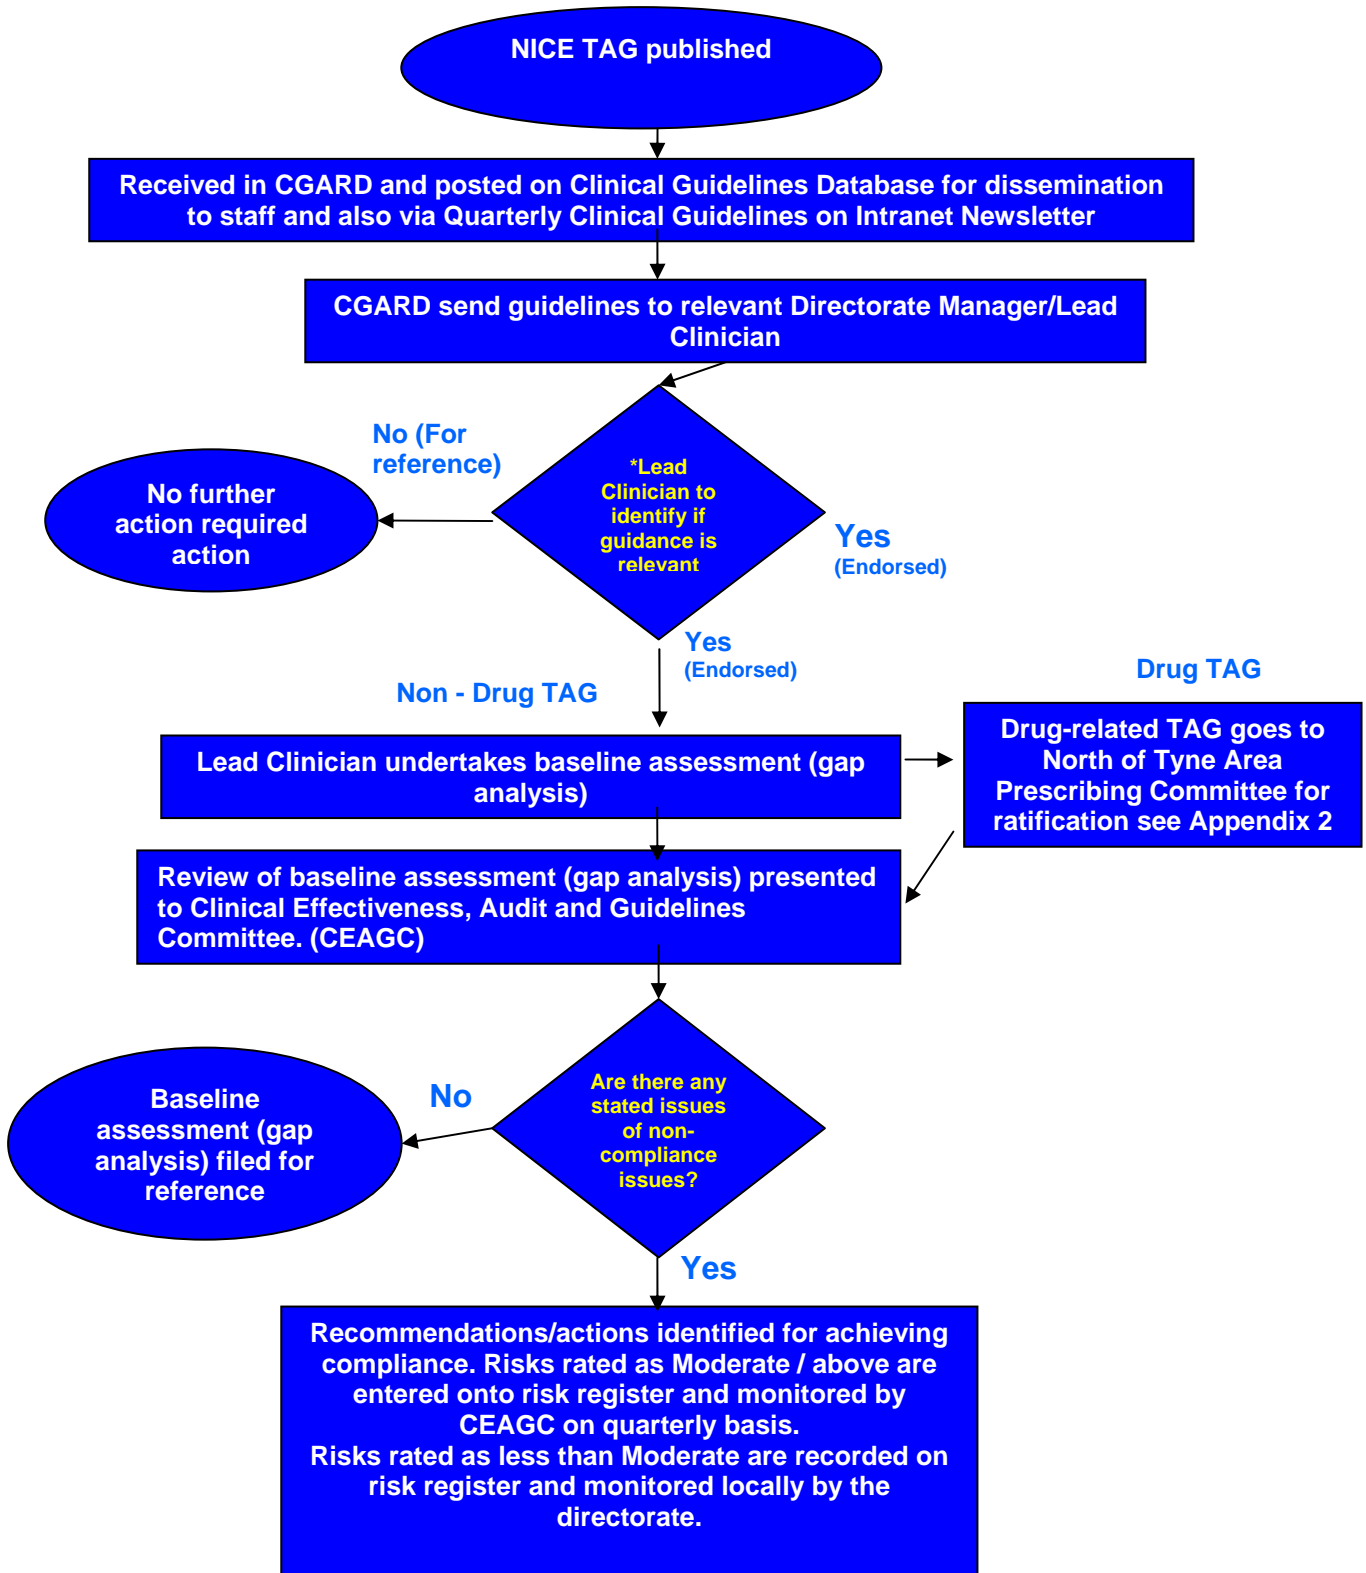 NICE TAG published
Received in CGARD and posted on Clinical Guidelines Database for dissemination
to staff and also via Quarterly Clinical Guidelines on Intranet Newsletter
CGARD send guidelines to relevant Directorate Manager/Lead
Clinician
No (For
reference)
No further
action required
action
*Lead
Clinician to
identify if
guidance is
relevant
Yes
(Endorsed)
Yes
(Endorsed)
Non - Drug TAG
Drug TAG
Lead Clinician undertakes baseline assessment (gap
analysis)
Drug-related TAG goes to
North of Tyne Area
Prescribing Committee for
ratification see Appendix 2
Review of baseline assessment (gap analysis) presented
to Clinical Effectiveness, Audit and Guidelines
Committee. (CEAGC)
Are there any
stated issues
of non-
compliance
issues?
No
Baseline
assessment (gap
analysis) filed for
reference
Yes
Recommendations/actions identified for achieving
compliance. Risks rated as Moderate / above are
entered onto risk register and monitored by
CEAGC on quarterly basis.
Risks rated as less than Moderate are recorded on
risk register and monitored locally by the
directorate.